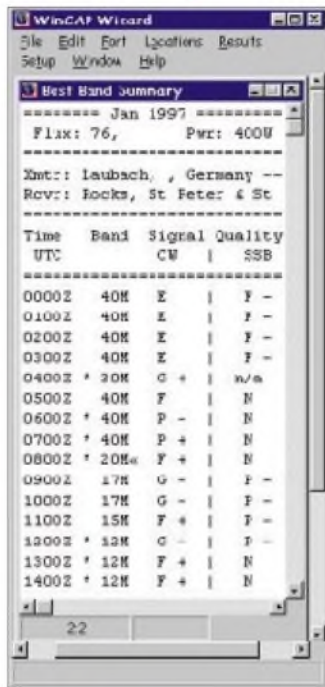 WinCAP Wizard
File Edit Font Locations Results
Setup Window Help
Best Band Summary
======== Jan 1997 =========
Flux: 76, Pwr: 400W
Xmtr: Laubach, , Germany --
Rcvr: Rocks, St Peter & St
Time Band Signal Quality
UTC CW | SSB
0000Z 40M E | F -
0100Z 40M E | F -
0200Z 40M E | F -
0300Z 40M E | F -
0400Z * 30M G + | n/a
0500Z 40M F | N
0600Z * 40M P - | N
0700Z * 40M P + | N
0800Z * 20M« F + | N
0900Z 17M G - | P -
1000Z 17M G - | P -
1100Z 15M F + | P -
1200Z * 12M G - | P -
1300Z * 12M F + | N
1400Z * 12M F + | N
22